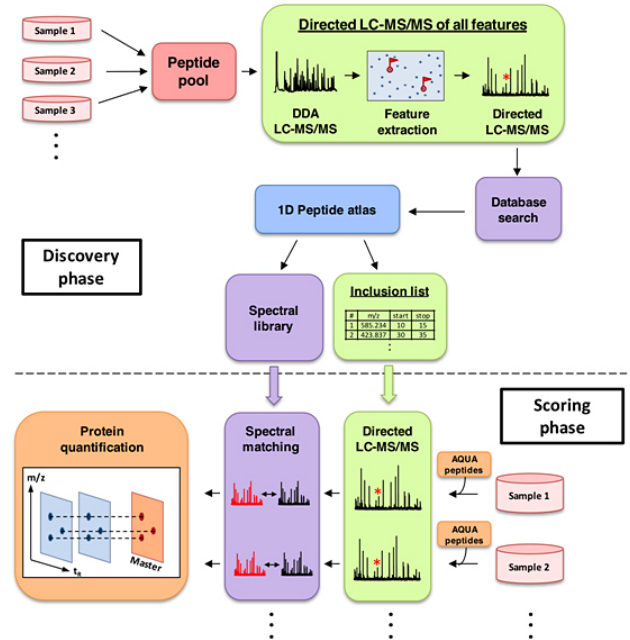 Sample 1
Sample 2
Sample 3
Peptide
pool
Directed LC-MS/MS of all features
DDA
LC-MS/MS
Feature
extraction
Directed
LC-MS/MS
Database
search
1D Peptide atlas
Discovery
phase
Spectral
library
Inclusion list
# m/z start stop
1 585.234 10 15
2 423.837 30 35
Scoring
phase
Protein
quantification
m/z
tR
Master
Spectral
matching
Directed
LC-MS/MS
AQUA
peptides
Sample 1
AQUA
peptides
Sample 2